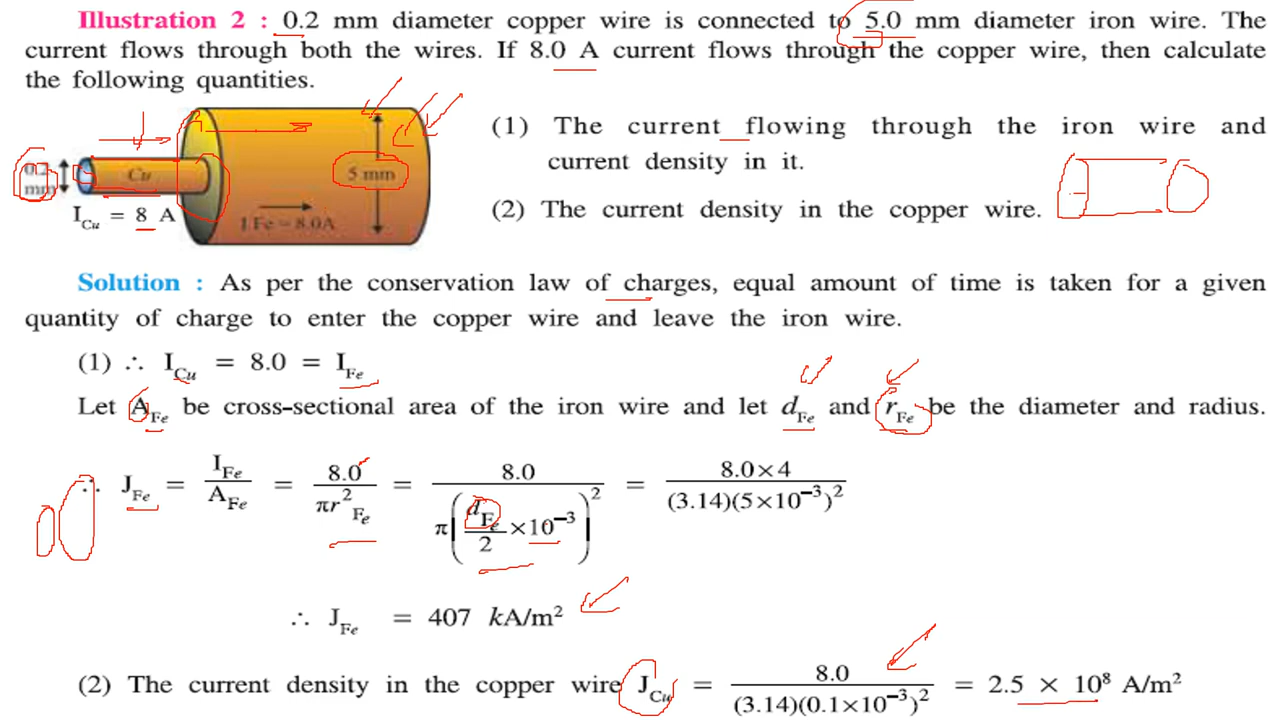 Illustration 2 : 0.2 mm diameter copper wire is connected to 5.0 mm diameter iron wire. The
current flows through both the wires. If 8.0 A current flows through the copper wire, then calculate
the following quantities.
0.2
mm
Cu
5 mm
I_Cu = 8 A
I Fe = 8.0A
(1) The current flowing through the iron wire and
current density in it.
(2) The current density in the copper wire.
Solution : As per the conservation law of charges, equal amount of time is taken for a given
quantity of charge to enter the copper wire and leave the iron wire.
(1) ∴ I_Cu = 8.0 = I_Fe
Let A_Fe be cross-sectional area of the iron wire and let d_Fe and r_Fe be the diameter and radius.
∴ J_Fe = I_Fe / A_Fe = 8.0 / πr²_Fe = 8.0 / π(d_Fe/2 × 10⁻³)² = 8.0×4 / (3.14)(5×10⁻³)²
∴ J_Fe = 407 kA/m²
(2) The current density in the copper wire J_Cu = 8.0 / (3.14)(0.1×10⁻³)² = 2.5 × 10⁸ A/m²